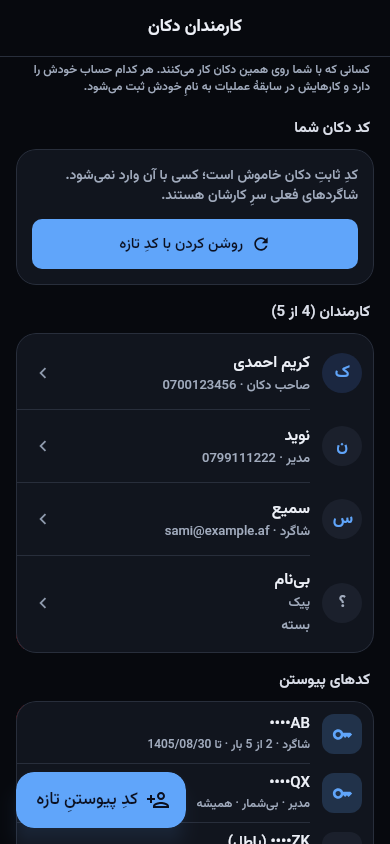 کارمندان دکان
کسانی که با شما روی همین دکان کار می‌کنند. هر کدام حساب خودش را
دارد و کارهایش در سابقهٔ عملیات به نامِ خودش ثبت می‌شود.
کد دکان شما
کدِ ثابتِ دکان خاموش است؛ کسی با آن وارد نمی‌شود.
شاگردهای فعلی سرِ کارشان هستند.
روشن کردن با کدِ تازه
کارمندان (4 از 5)
ک
کریم احمدی
صاحب دکان · 0700123456
ن
نوید
مدیر · 0799111222
س
سمیع
شاگرد · sami@example.af
؟
بی‌نام
پیک
بسته
کدهای پیوستن
••••AB
شاگرد · 2 از 5 بار · تا 1405/08/30
••••QX
مدیر · بی‌شمار · همیشه
کدِ پیوستنِ تازه
••••ZK (باطل)